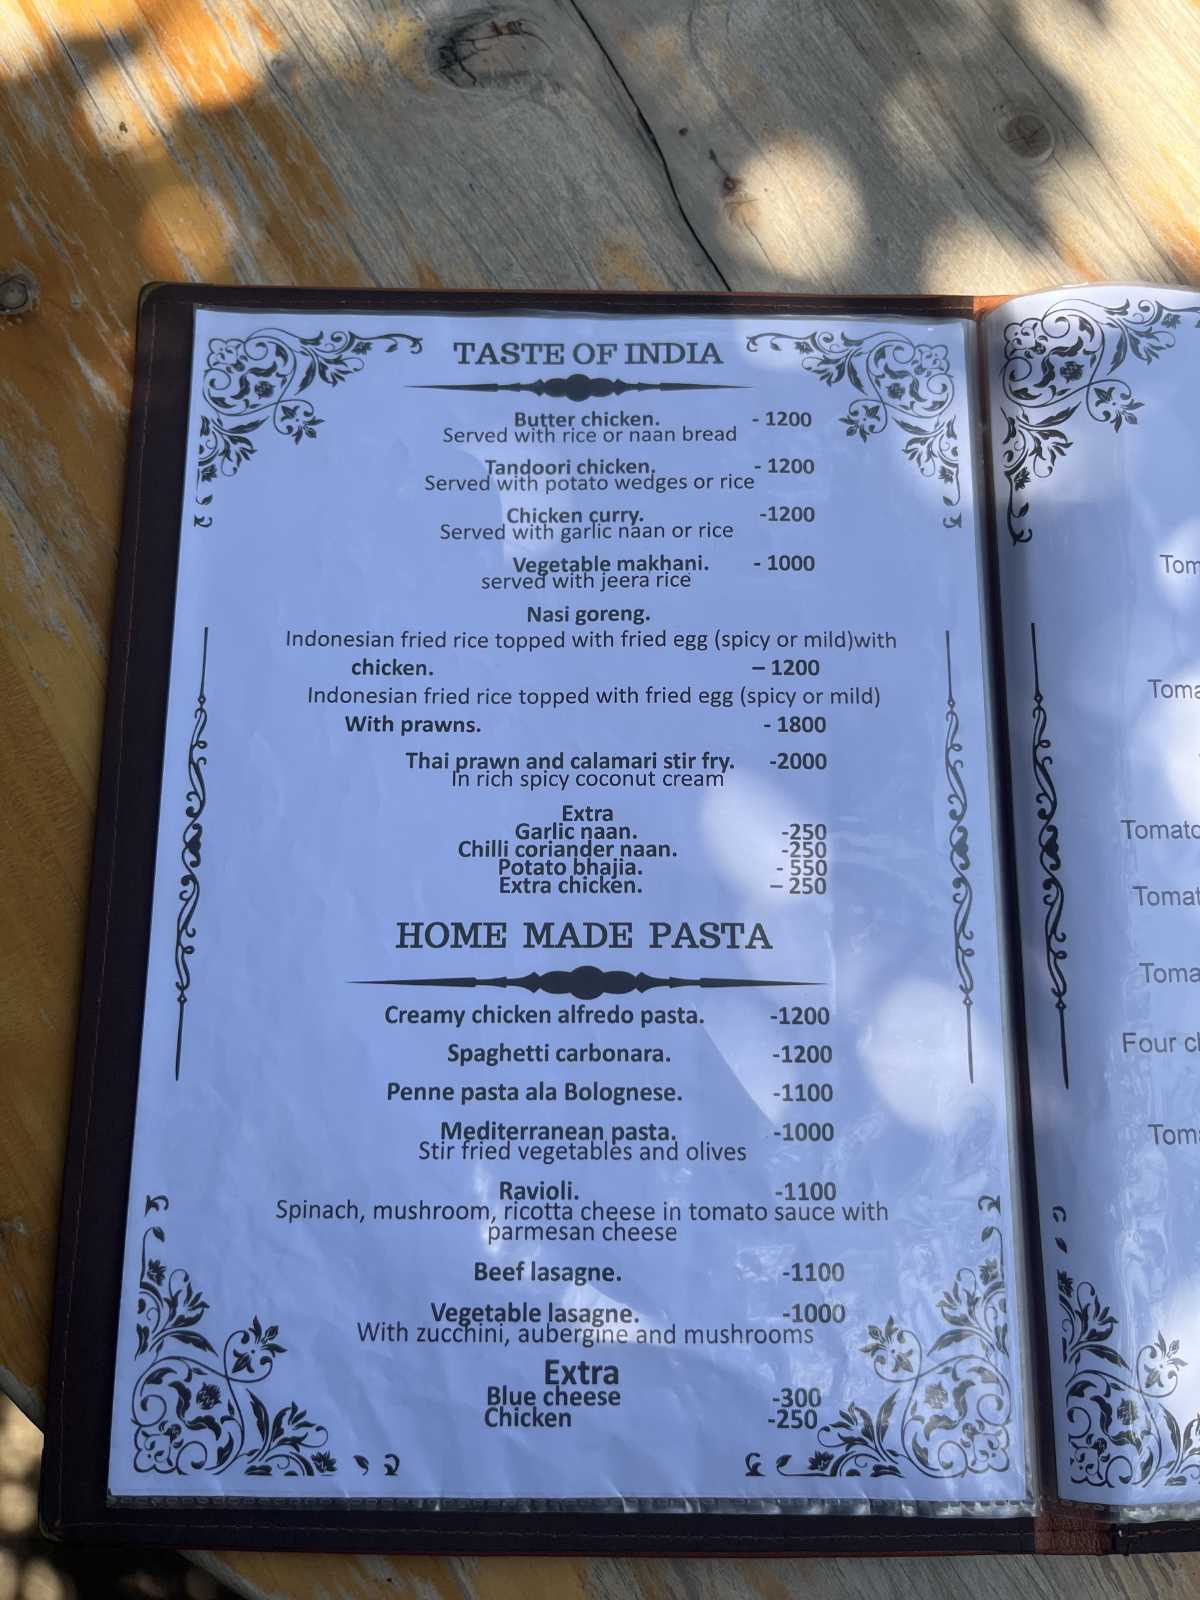 TASTE OF INDIA
Butter chicken. - 1200
Served with rice or naan bread
Tandoori chicken. - 1200
Served with potato wedges or rice
Chicken curry. -1200
Served with garlic naan or rice
Vegetable makhani. - 1000
served with jeera rice
Nasi goreng.
Indonesian fried rice topped with fried egg (spicy or mild)with
chicken. – 1200
Indonesian fried rice topped with fried egg (spicy or mild)
With prawns. - 1800
Thai prawn and calamari stir fry. -2000
In rich spicy coconut cream
Extra
Garlic naan. -250
Chilli coriander naan. -250
Potato bhajia. - 550
Extra chicken. – 250
HOME MADE PASTA
Creamy chicken alfredo pasta. -1200
Spaghetti carbonara. -1200
Penne pasta ala Bolognese. -1100
Mediterranean pasta. -1000
Stir fried vegetables and olives
Ravioli. -1100
Spinach, mushroom, ricotta cheese in tomato sauce with
parmesan cheese
Beef lasagne. -1100
Vegetable lasagne. -1000
With zucchini, aubergine and mushrooms
Extra
Blue cheese -300
Chicken -250
Four